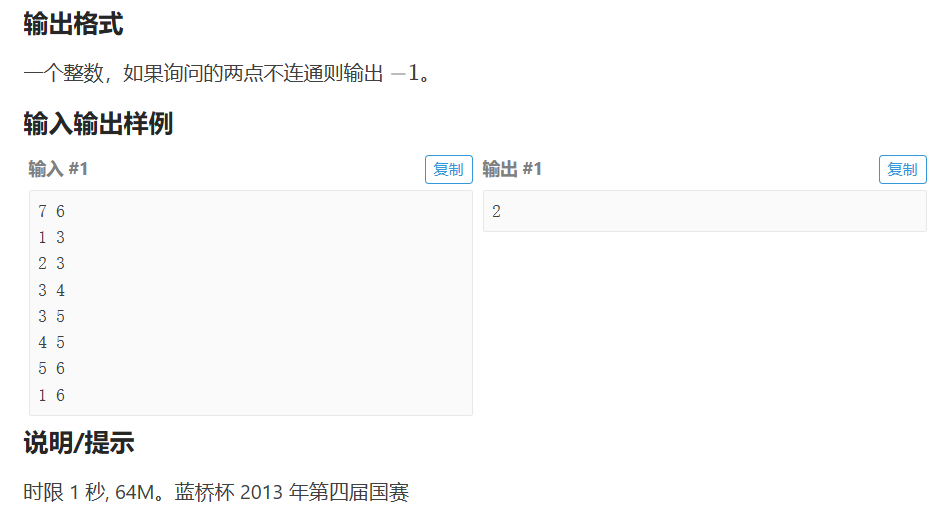 输出格式
一个整数，如果询问的两点不连通则输出 −1。
输入输出样例
输入 #1 复制 输出 #1 复制
7 6 2
1 3
2 3
3 4
3 5
4 5
5 6
1 6
说明/提示
时限 1 秒, 64M。蓝桥杯 2013 年第四届国赛